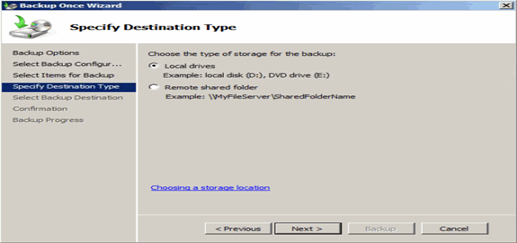 Backup Once Wizard
Specify Destination Type
Backup Options
Select Backup Configur...
Select Items for Backup
Specify Destination Type
Select Backup Destination
Confirmation
Backup Progress
Choose the type of storage for the backup:
Local drives
Example: local disk (D:), DVD drive (E:)
Remote shared folder
Example: \\MyFileServer\SharedFolderName
Choosing a storage location
< Previous
Next >
Backup
Cancel